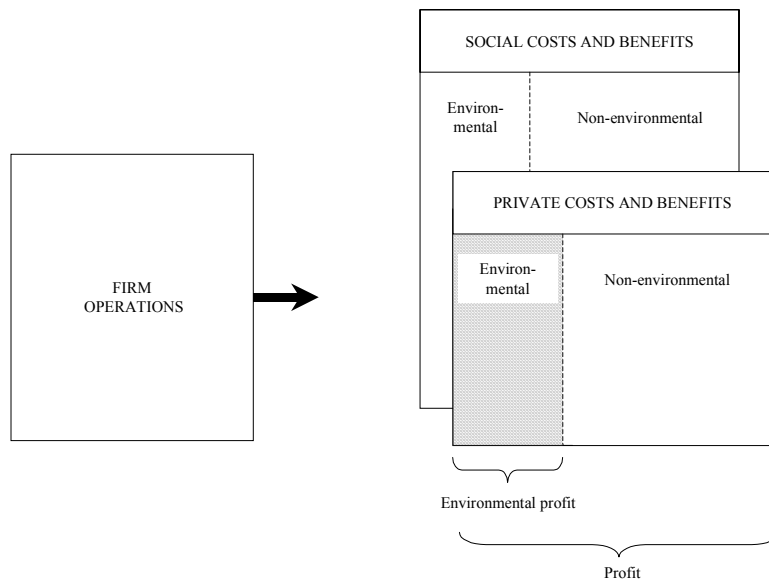 SOCIAL COSTS AND BENEFITS
Environ-
mental
Non-environmental
PRIVATE COSTS AND BENEFITS
Environ-
mental
Non-environmental
FIRM
OPERATIONS
Environmental profit
Profit